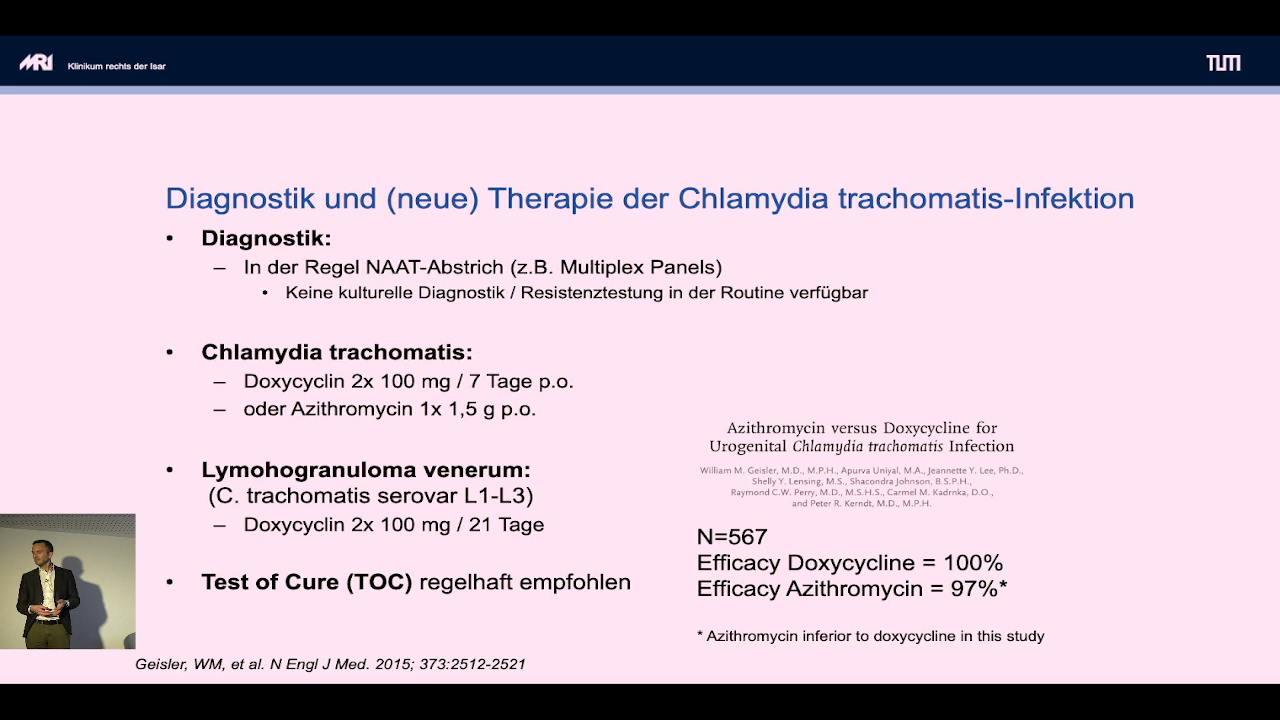 MRI Klinikum rechts der Isar
TUM
Diagnostik und (neue) Therapie der Chlamydia trachomatis-Infektion
• Diagnostik:
– In der Regel NAAT-Abstrich (z.B. Multiplex Panels)
• Keine kulturelle Diagnostik / Resistenztestung in der Routine verfügbar
• Chlamydia trachomatis:
– Doxycyclin 2x 100 mg / 7 Tage p.o.
– oder Azithromycin 1x 1,5 g p.o.
• Lymohogranuloma venerum:
(C. trachomatis serovar L1-L3)
– Doxycyclin 2x 100 mg / 21 Tage
• Test of Cure (TOC) regelhaft empfohlen
Azithromycin versus Doxycycline for
Urogenital Chlamydia trachomatis Infection
William M. Geisler, M.D., M.P.H., Apurva Uniyal, M.A., Jeannette Y. Lee, Ph.D.,
Shelly Y. Lensing, M.S., Shacondra Johnson, B.S.P.H.,
Raymond C.W. Perry, M.D., M.S.H.S., Carmel M. Kadrnka, D.O.,
and Peter R. Kerndt, M.D., M.P.H.
N=567
Efficacy Doxycycline = 100%
Efficacy Azithromycin = 97%*
* Azithromycin inferior to doxycycline in this study
Geisler, WM, et al. N Engl J Med. 2015; 373:2512-2521